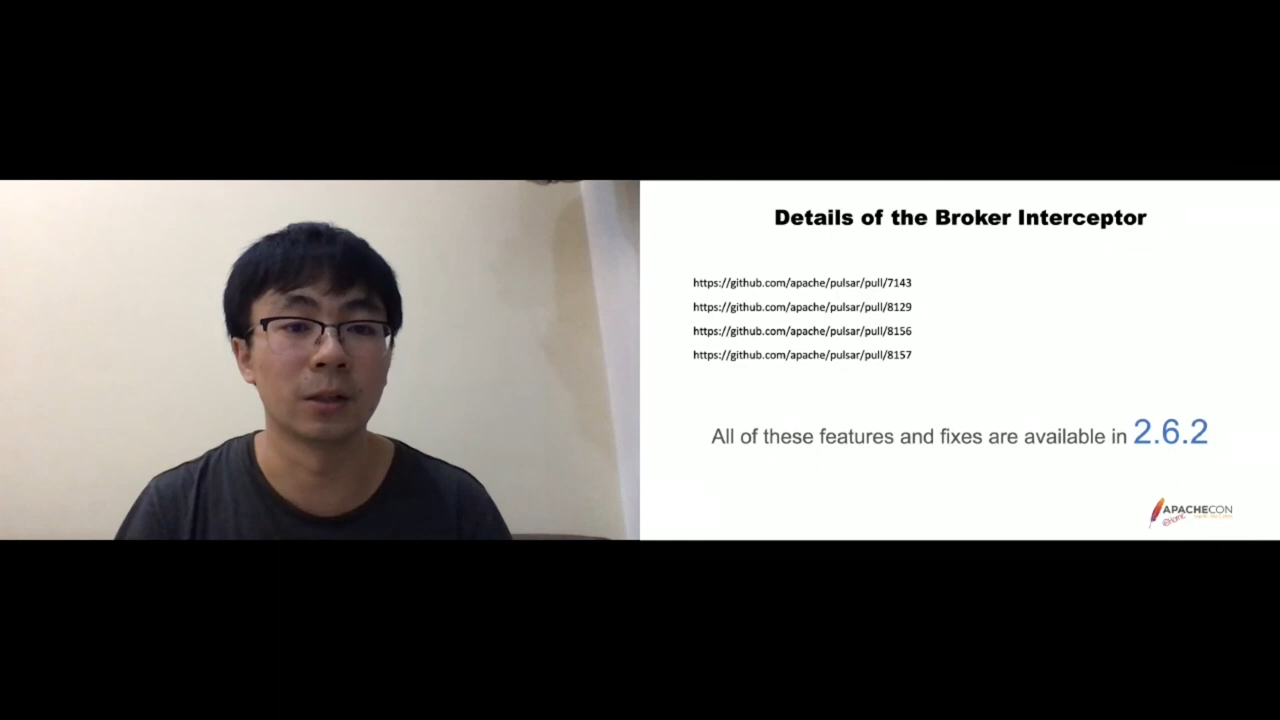 Details of the Broker Interceptor
https://github.com/apache/pulsar/pull/7143
https://github.com/apache/pulsar/pull/8129
https://github.com/apache/pulsar/pull/8156
https://github.com/apache/pulsar/pull/8157
All of these features and fixes are available in 2.6.2
APACHECON
@home